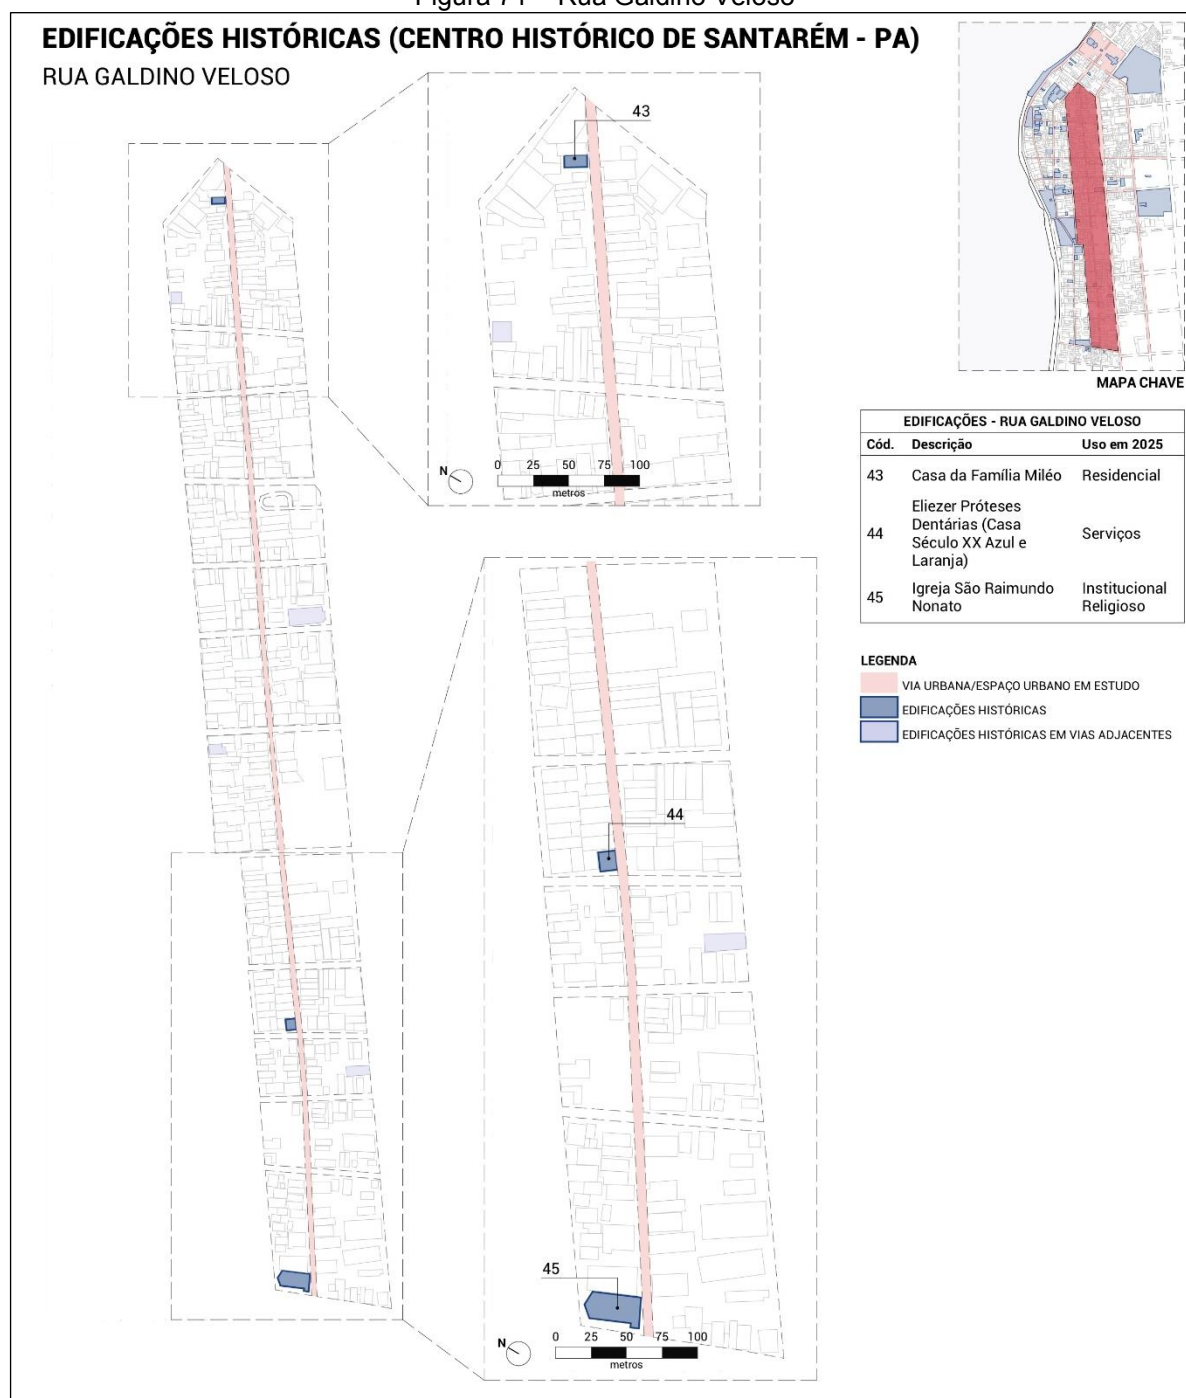 Figura 71 – Rua Galdino Veloso
EDIFICAÇÕES HISTÓRICAS (CENTRO HISTÓRICO DE SANTARÉM - PA)
RUA GALDINO VELOSO
43
N
0 25 50 75 100
metros
44
45
N
0 25 50 75 100
metros
MAPA CHAVE
EDIFICAÇÕES - RUA GALDINO VELOSO
Cód. Descrição Uso em 2025
43 Casa da Família Miléo Residencial
44 Eliezer Próteses Dentárias (Casa Século XX Azul e Laranja) Serviços
45 Igreja São Raimundo Nonato Institucional Religioso
LEGENDA
VIA URBANA/ESPAÇO URBANO EM ESTUDO
EDIFICAÇÕES HISTÓRICAS
EDIFICAÇÕES HISTÓRICAS EM VIAS ADJACENTES